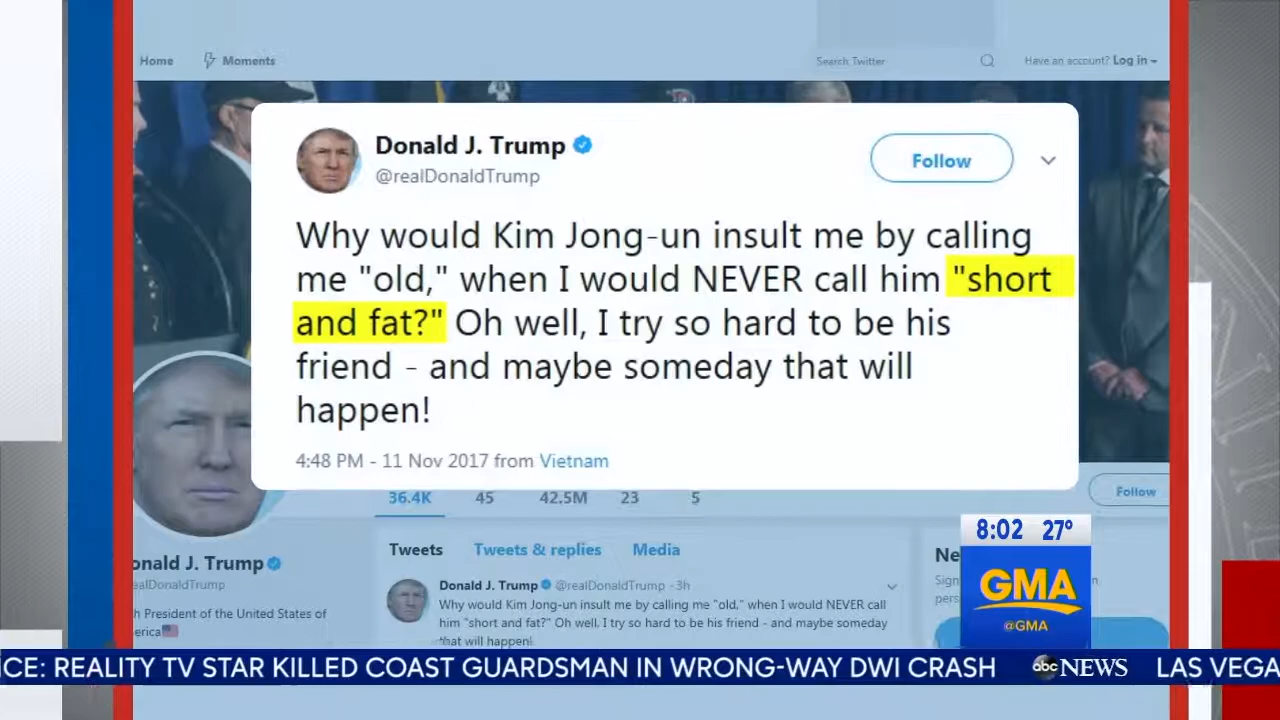 Home Moments Search Twitter Have an account? Log in
Donald J. Trump
@realDonaldTrump
Follow
Why would Kim Jong-un insult me by calling
me "old," when I would NEVER call him "short
and fat?" Oh well, I try so hard to be his
friend - and maybe someday that will
happen!
4:48 PM - 11 Nov 2017 from Vietnam
36.4K 45 42.5M 23 5
Follow
Tweets Tweets & replies Media
onald J. Trump
ealDonaldTrump
h President of the United States of
erica
Donald J. Trump @realDonaldTrump - 3h
Why would Kim Jong-un insult me by calling me "old," when I would NEVER call
him "short and fat?" Oh well, I try so hard to be his friend - and maybe someday
that will happen!
Ne
Sign
pers
8:02 27°
GMA
@GMA
ICE: REALITY TV STAR KILLED COAST GUARDSMAN IN WRONG-WAY DWI CRASH abc NEWS LAS VEGA